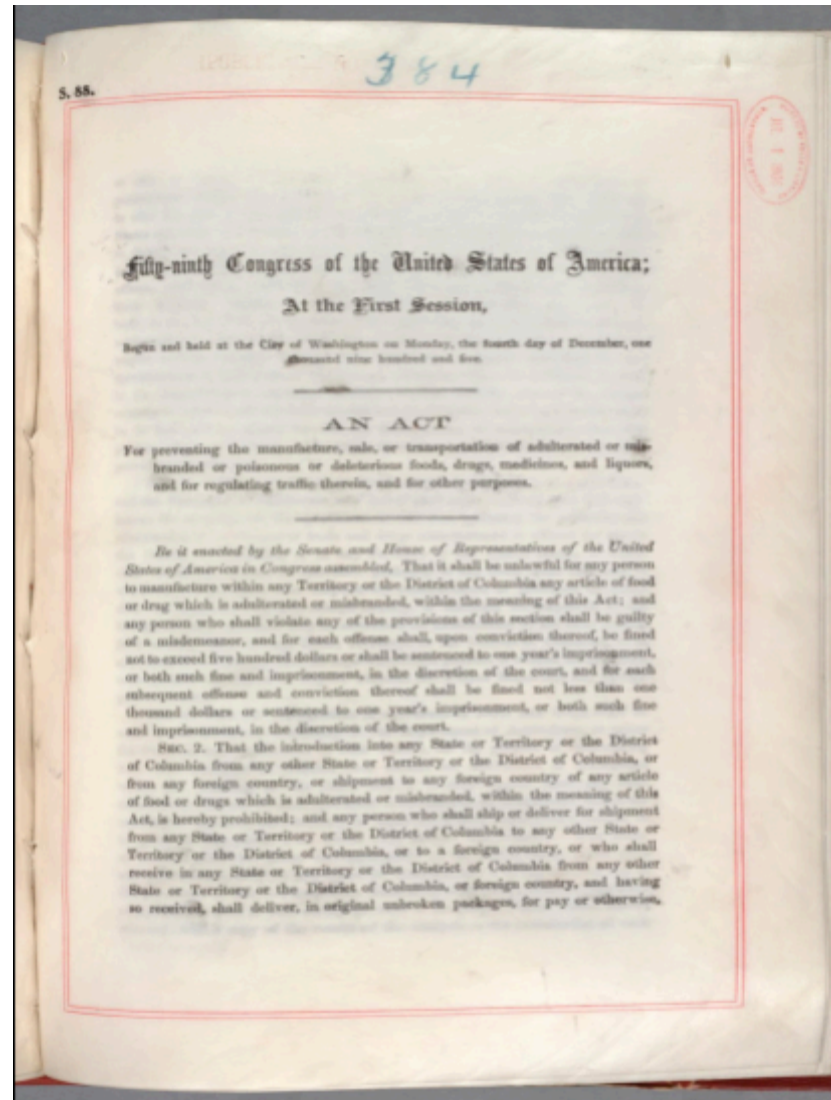 384
S. 88.
Fifty-ninth Congress of the United States of America;
At the First Session,
Begun and held at the City of Washington on Monday, the fourth day of December, one
thousand nine hundred and five.
AN ACT
For preventing the manufacture, sale, or transportation of adulterated or mis-
branded or poisonous or deleterious foods, drugs, medicines, and liquors,
and for regulating traffic therein, and for other purposes.
Be it enacted by the Senate and House of Representatives of the United
States of America in Congress assembled, That it shall be unlawful for any person
to manufacture within any Territory or the District of Columbia any article of food
or drug which is adulterated or misbranded, within the meaning of this Act; and
any person who shall violate any of the provisions of this section shall be guilty
of a misdemeanor, and for each offense shall, upon conviction thereof, be fined
not to exceed five hundred dollars or shall be sentenced to one year's imprisonment,
or both such fine and imprisonment, in the discretion of the court, and for each
subsequent offense and conviction thereof shall be fined not less than one
thousand dollars or sentenced to one year's imprisonment, or both such fine
and imprisonment, in the discretion of the court.
SEC. 2. That the introduction into any State or Territory or the District
of Columbia from any other State or Territory or the District of Columbia, or
from any foreign country, or shipment to any foreign country of any article
of food or drugs which is adulterated or misbranded, within the meaning of this
Act, is hereby prohibited; and any person who shall ship or deliver for shipment
from any State or Territory or the District of Columbia to any other State or
Territory or the District of Columbia, or to a foreign country, or who shall
receive in any State or Territory or the District of Columbia from any other
State or Territory or the District of Columbia, or foreign country, and having
so received, shall deliver, in original unbroken packages, for pay or otherwise,